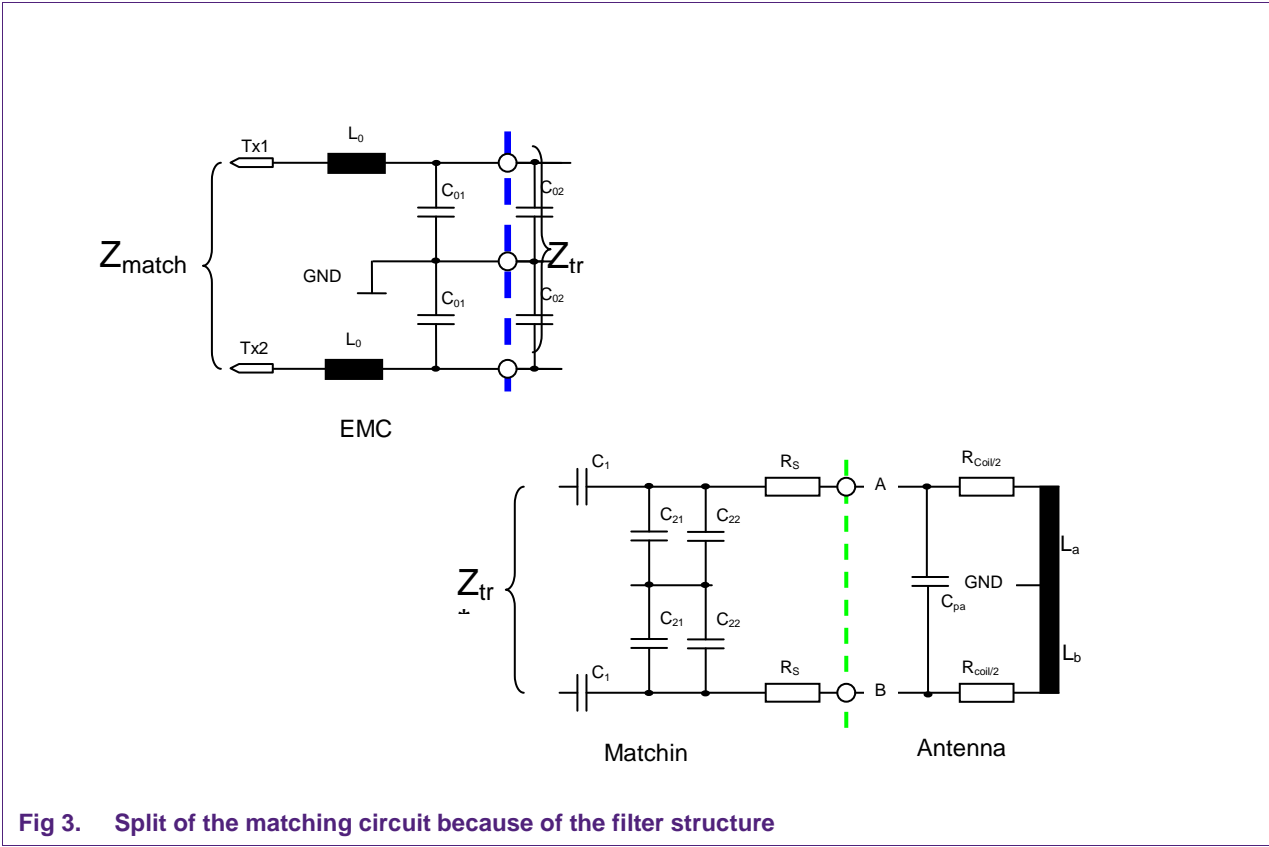 Tx1
L0
C01
C02
Zmatch
GND
Ztr
C01
C02
Tx2
L0
EMC
C1
RS
A
RCoil/2
C21
C22
La
Ztr
GND
Cpa
C21
C22
Lb
C1
RS
B
Rcoil/2
Matchin
Antenna
Fig 3. Split of the matching circuit because of the filter structure